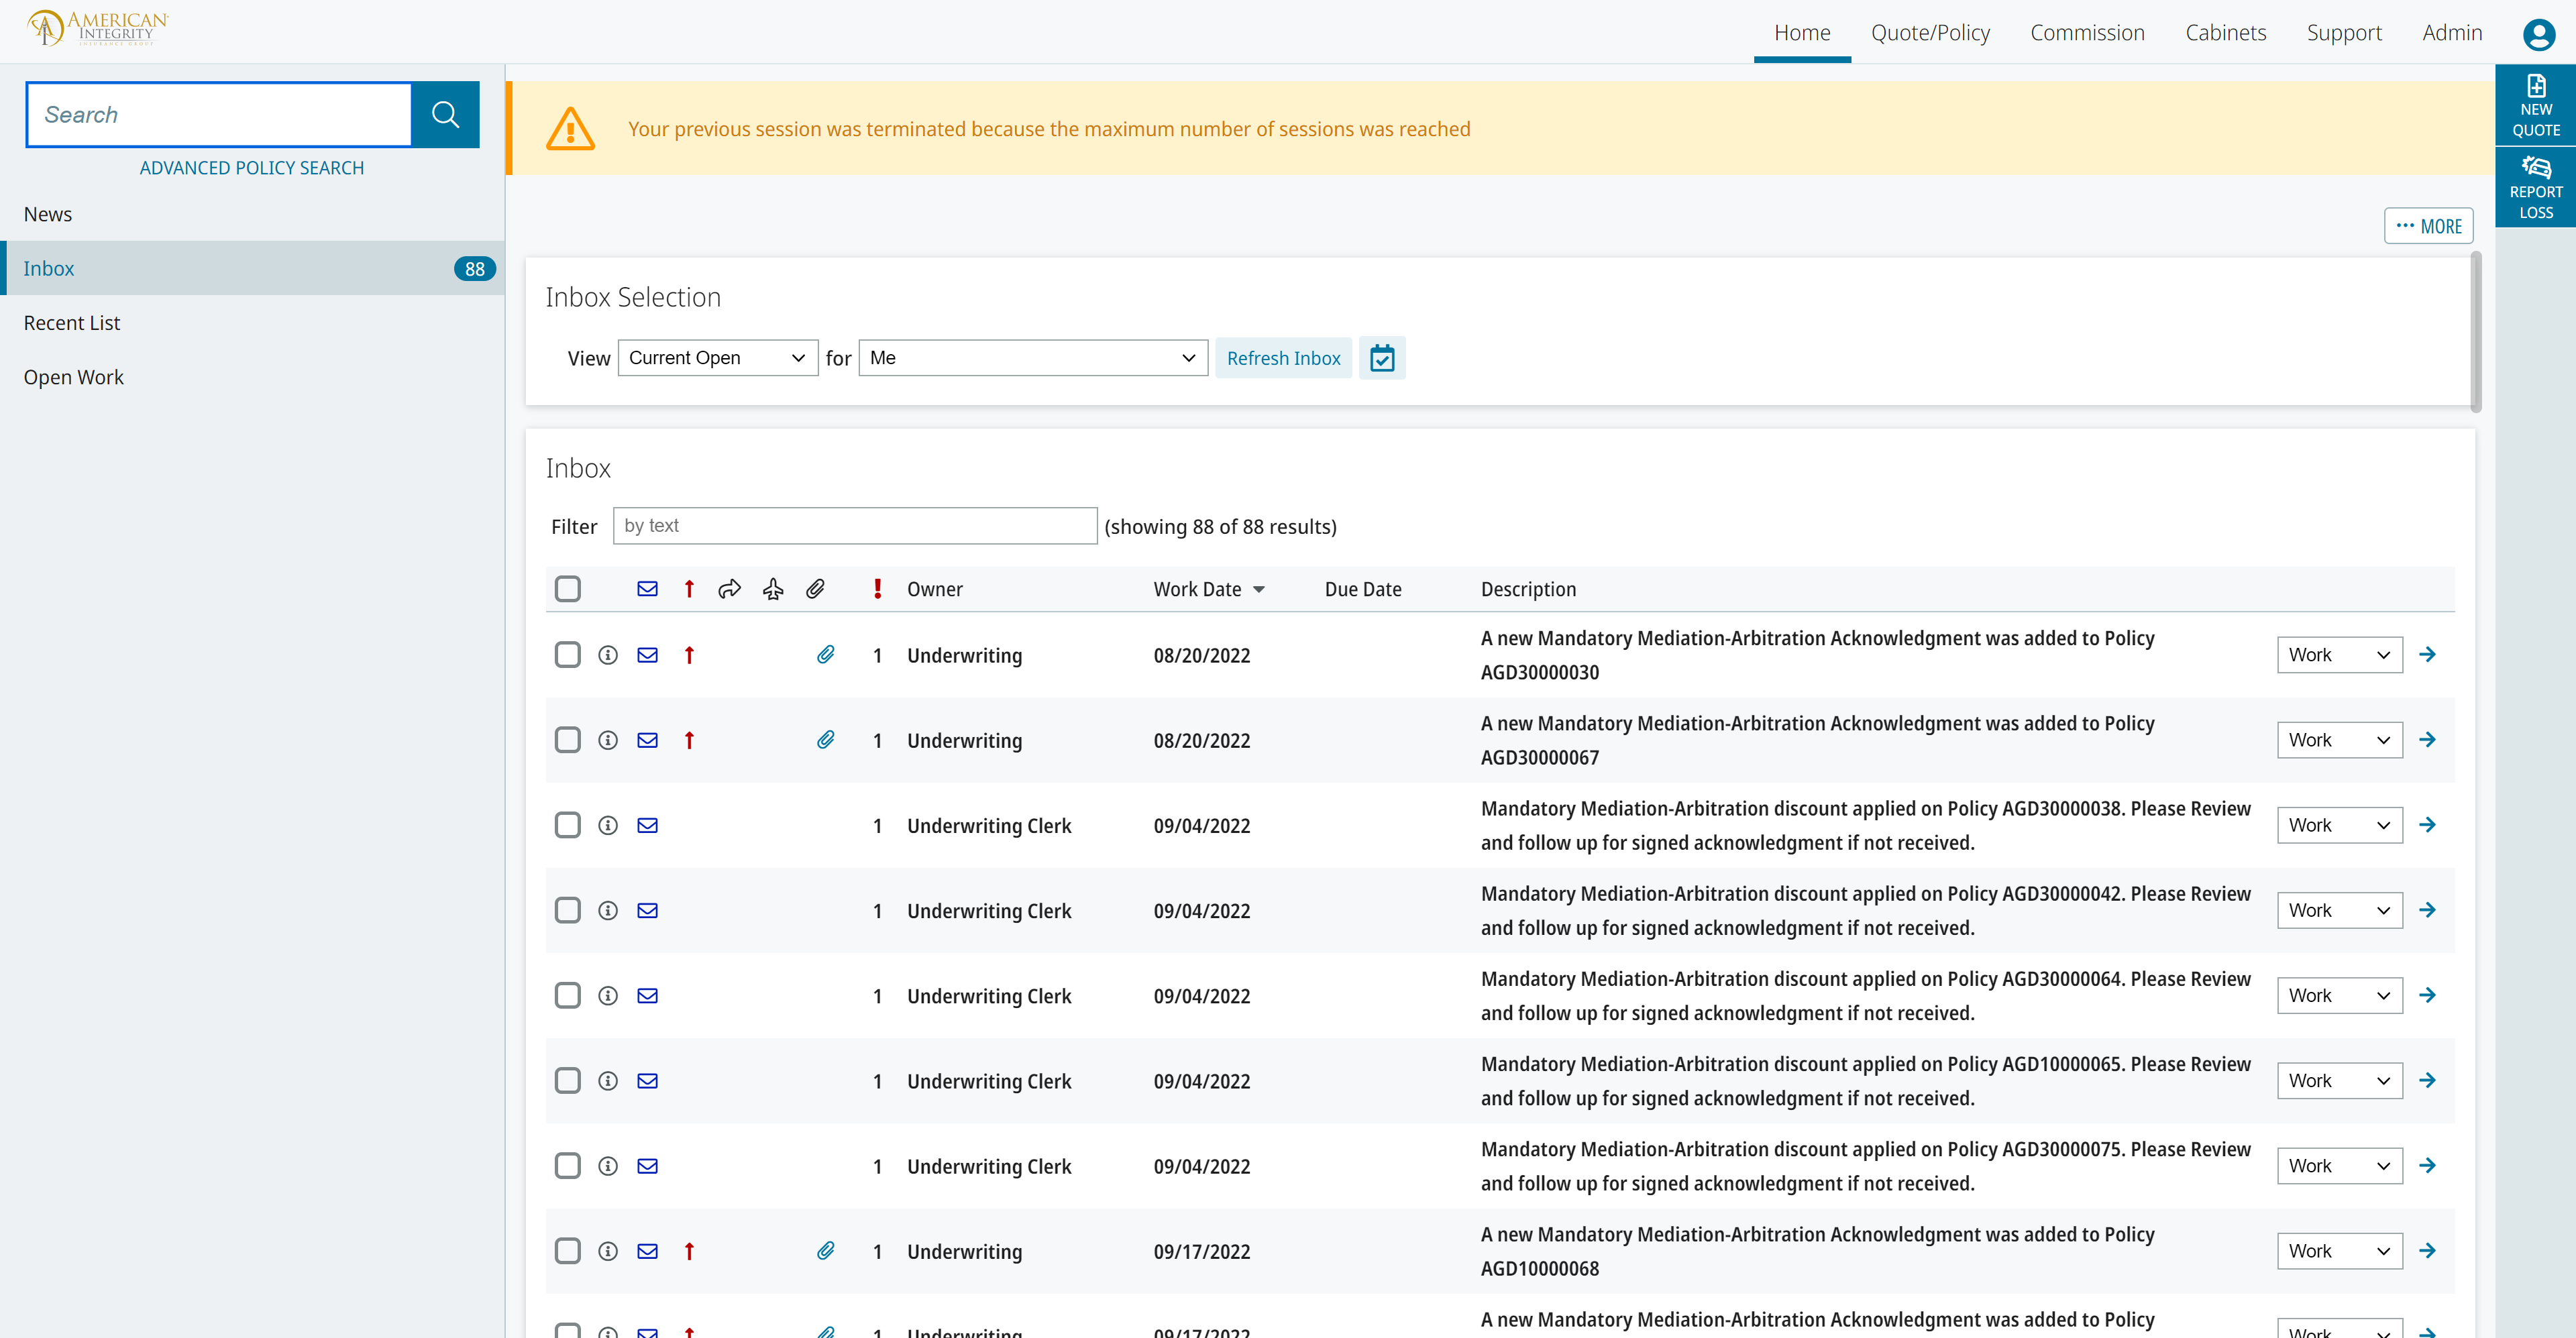 AMERICAN
INTEGRITY
INSURANCE GROUP
Home
Quote/Policy
Commission
Cabinets
Support
Admin
Search
ADVANCED POLICY SEARCH
News
Inbox
88
Recent List
Open Work
Your previous session was terminated because the maximum number of sessions was reached
NEW
QUOTE
REPORT
LOSS
MORE
Inbox Selection
View Current Open for Me Refresh Inbox
Inbox
Filter by text (showing 88 of 88 results)
Owner Work Date Due Date Description
1 Underwriting 08/20/2022 A new Mandatory Mediation-Arbitration Acknowledgment was added to Policy
AGD30000030
Work
1 Underwriting 08/20/2022 A new Mandatory Mediation-Arbitration Acknowledgment was added to Policy
AGD30000067
Work
1 Underwriting Clerk 09/04/2022 Mandatory Mediation-Arbitration discount applied on Policy AGD30000038. Please Review
and follow up for signed acknowledgment if not received.
Work
1 Underwriting Clerk 09/04/2022 Mandatory Mediation-Arbitration discount applied on Policy AGD30000042. Please Review
and follow up for signed acknowledgment if not received.
Work
1 Underwriting Clerk 09/04/2022 Mandatory Mediation-Arbitration discount applied on Policy AGD30000064. Please Review
and follow up for signed acknowledgment if not received.
Work
1 Underwriting Clerk 09/04/2022 Mandatory Mediation-Arbitration discount applied on Policy AGD10000065. Please Review
and follow up for signed acknowledgment if not received.
Work
1 Underwriting Clerk 09/04/2022 Mandatory Mediation-Arbitration discount applied on Policy AGD30000075. Please Review
and follow up for signed acknowledgment if not received.
Work
1 Underwriting 09/17/2022 A new Mandatory Mediation-Arbitration Acknowledgment was added to Policy
AGD10000068
Work
1 Underwriting 09/17/2022 A new Mandatory Mediation-Arbitration Acknowledgment was added to Policy
Work